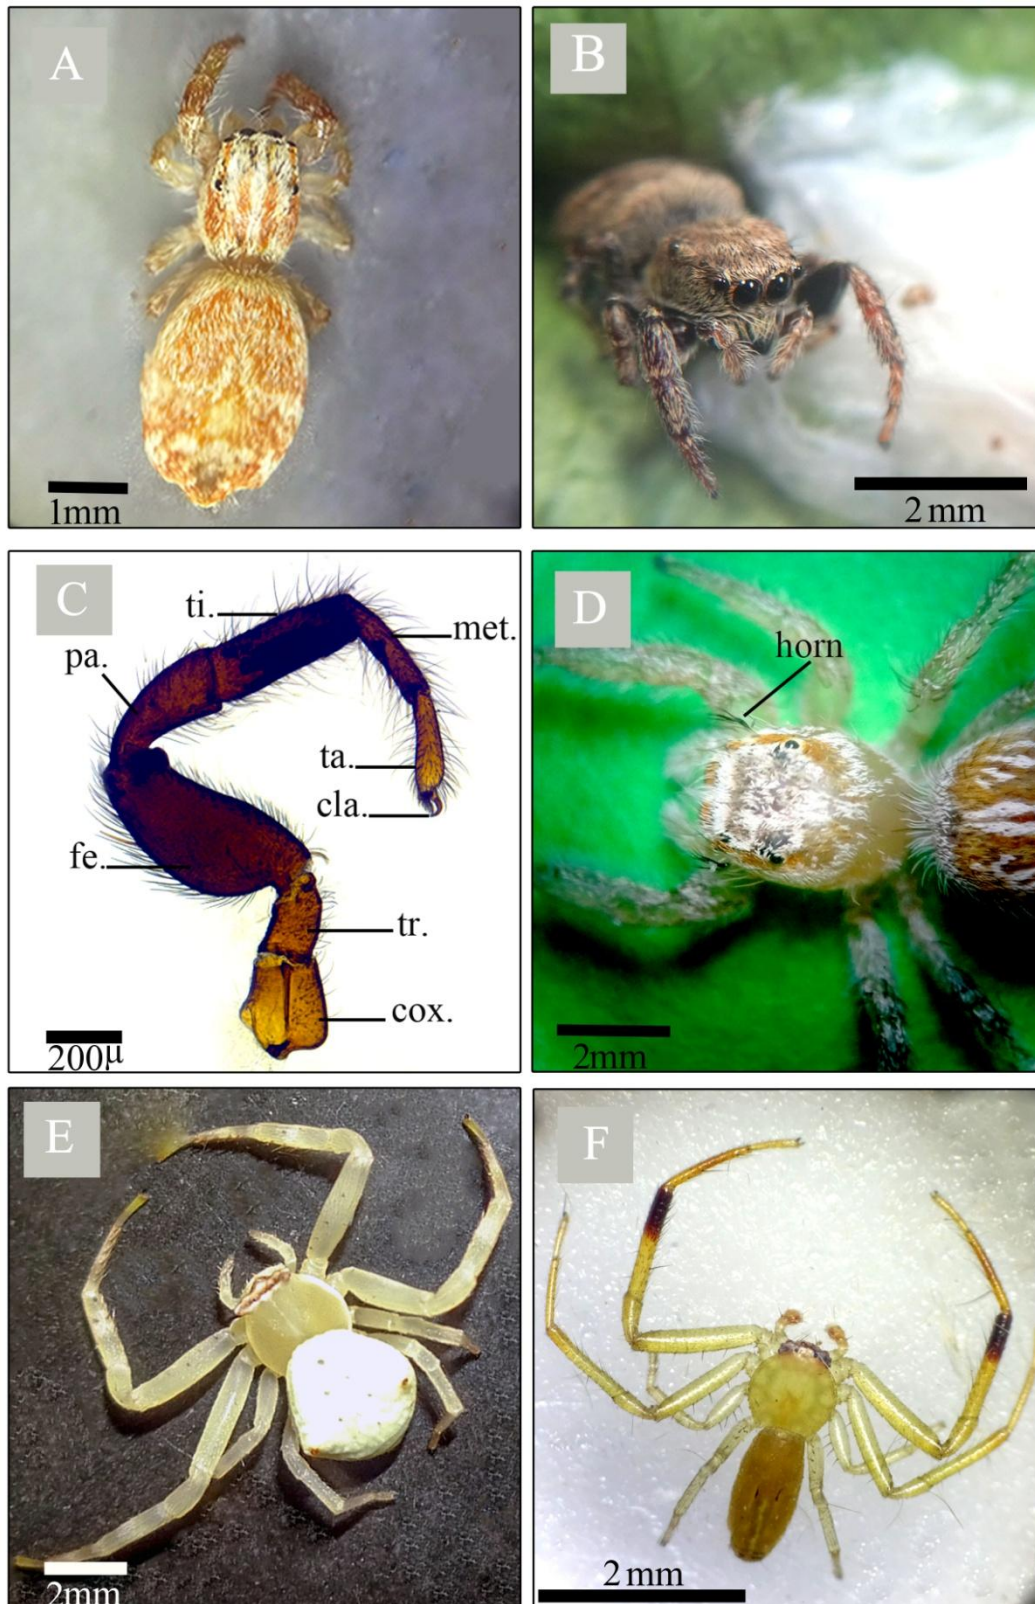 A
1mm
B
2 mm
C
ti.
met.
pa.
ta.
cla.
fe.
tr.
cox.
200μ
D
horn
2mm
E
2mm
F
2 mm